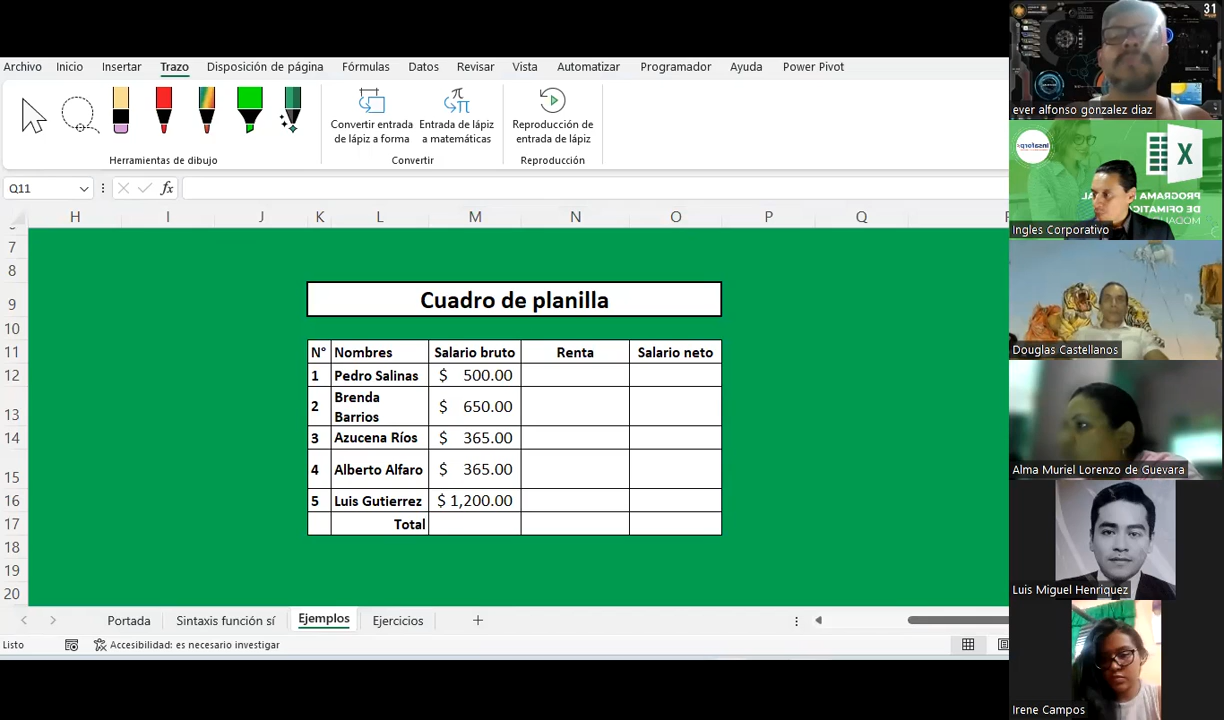 Archivo Inicio Insertar Trazo Disposición de página Fórmulas Datos Revisar Vista Automatizar Programador Ayuda Power Pivot
Convertir entrada de lápiz a forma
Entrada de lápiz a matemáticas
Reproducción de entrada de lápiz
Herramientas de dibujo Convertir Reproducción
Q11 fx
H I J K L M N O P Q
7
8
9 Cuadro de planilla
10
11 N° Nombres Salario bruto Renta Salario neto
12 1 Pedro Salinas $ 500.00
13 2 Brenda Barrios $ 650.00
14 3 Azucena Ríos $ 365.00
15 4 Alberto Alfaro $ 365.00
16 5 Luis Gutierrez $ 1,200.00
17 Total
18
19
20
Portada Sintaxis función sí Ejemplos Ejercicios +
Listo Accesibilidad: es necesario investigar
31
ever alfonso gonzalez diaz
insaforp
X
PROGRAMA
DE OFIMATIC
Ingles Corporativo
Douglas Castellanos
Alma Muriel Lorenzo de Guevara
Luis Miguel Henriquez
Irene Campos